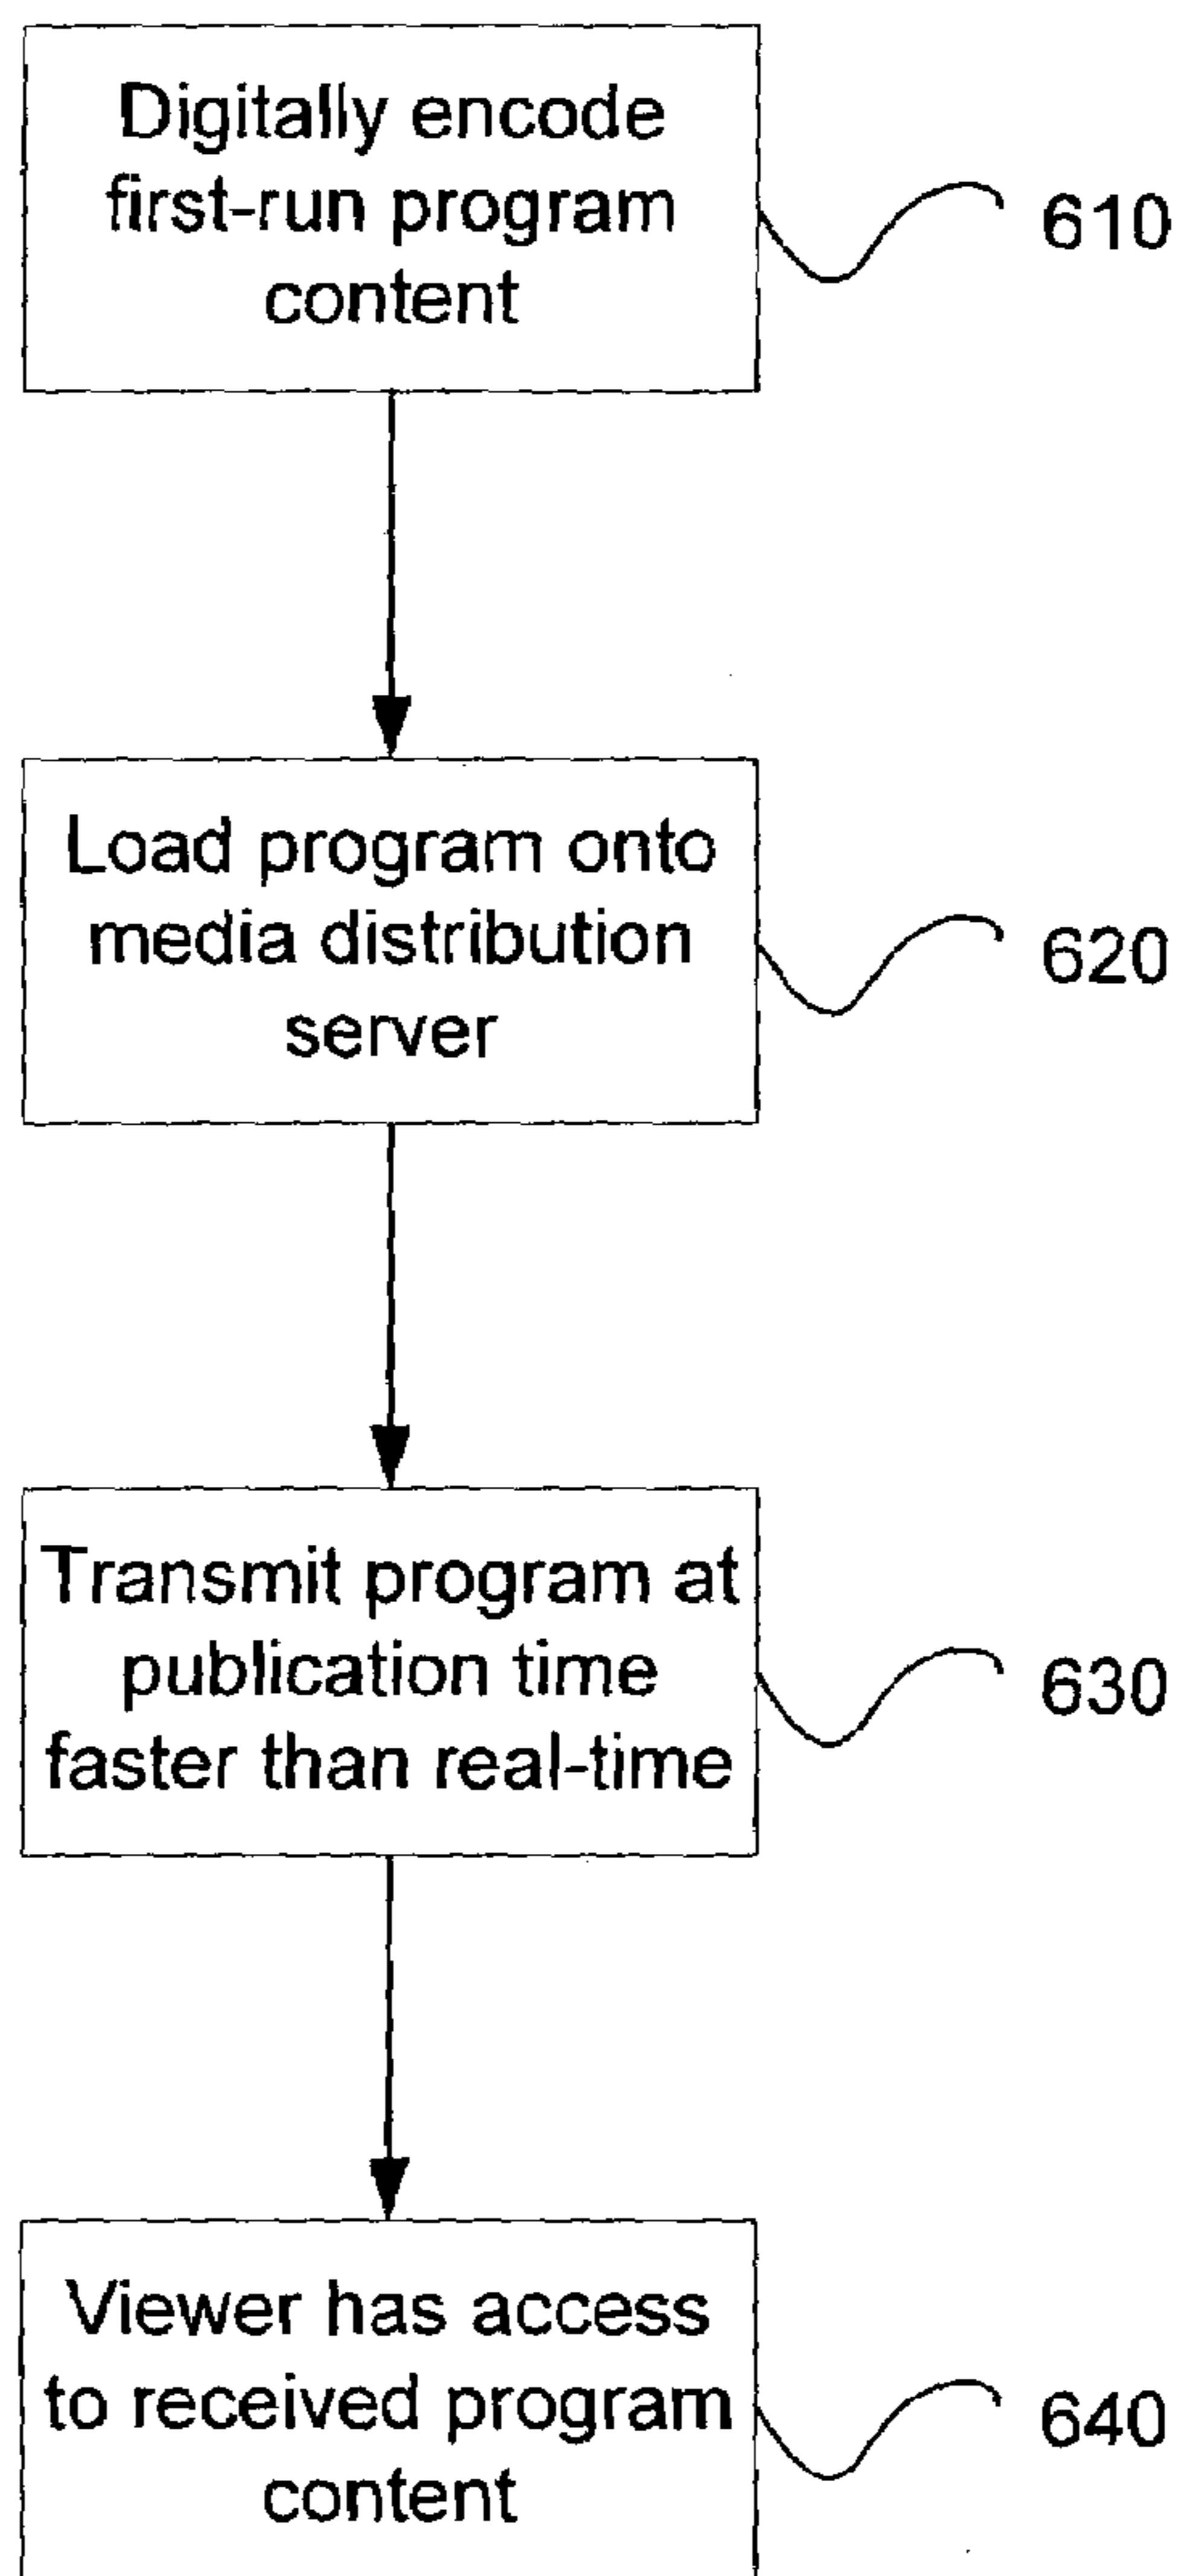 Digitally encode
first-run program
content
610
Load program onto
media distribution
server
620
Transmit program at
publication time
faster than real-time
630
Viewer has access
to received program
content
640